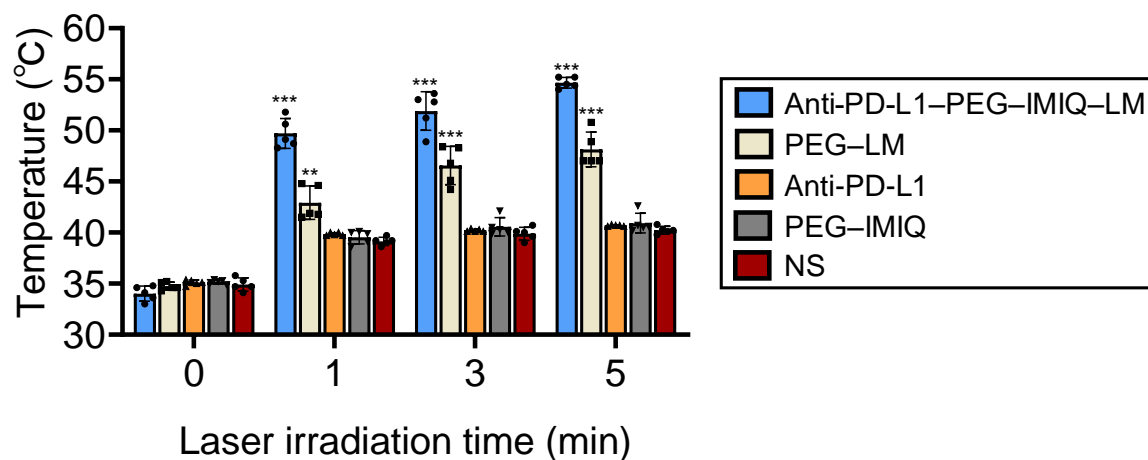 Temperature (°C)
60
55
50
45
40
35
30
***
**
***
***
***
***
0
1
3
5
Laser irradiation time (min)
Anti-PD-L1–PEG–IMIQ–LM
PEG–LM
Anti-PD-L1
PEG–IMIQ
NS